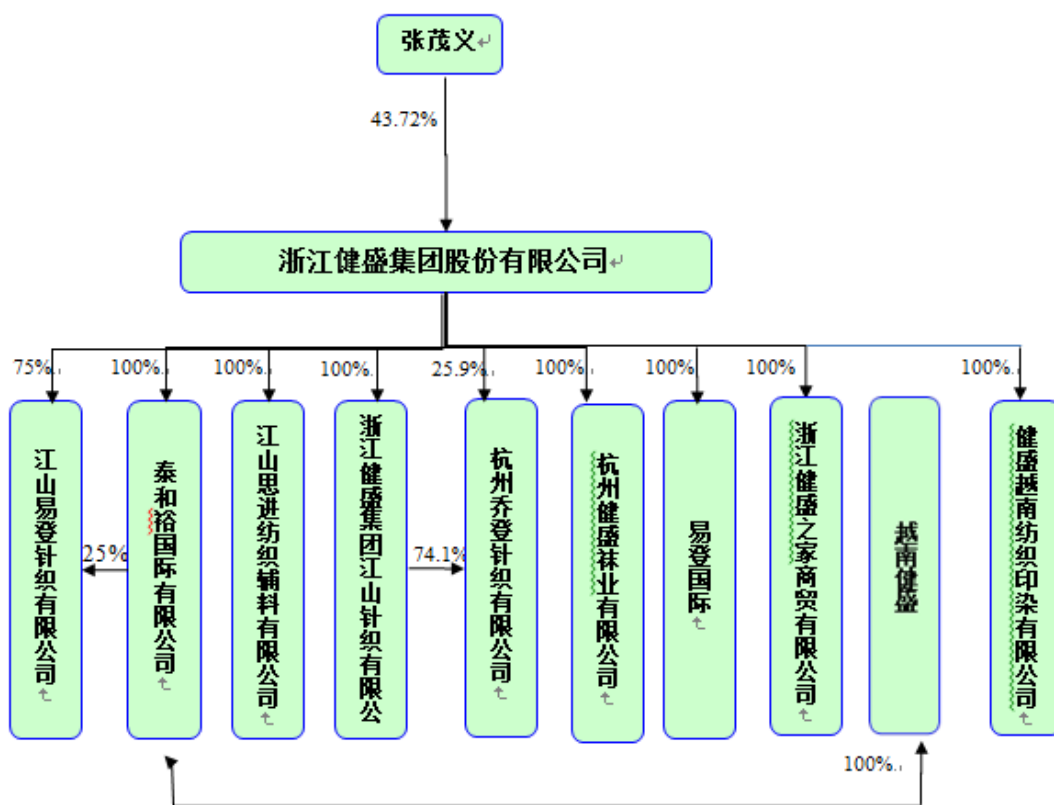 张茂义
43.72%
浙江健盛集团股份有限公司
75%
100%
100%
100%
25.9%
100%
100%
100%
100%
江山易登针织有限公司
25%
泰和裕国际有限公司
江山思进纺织辅料有限公司
浙江健盛集团江山针织有限公
74.1%
杭州乔登针织有限公司
杭州健盛袜业有限公司
易登国际
浙江健盛之家商贸有限公司
越南健盛
健盛越南纺织印染有限公司
100%